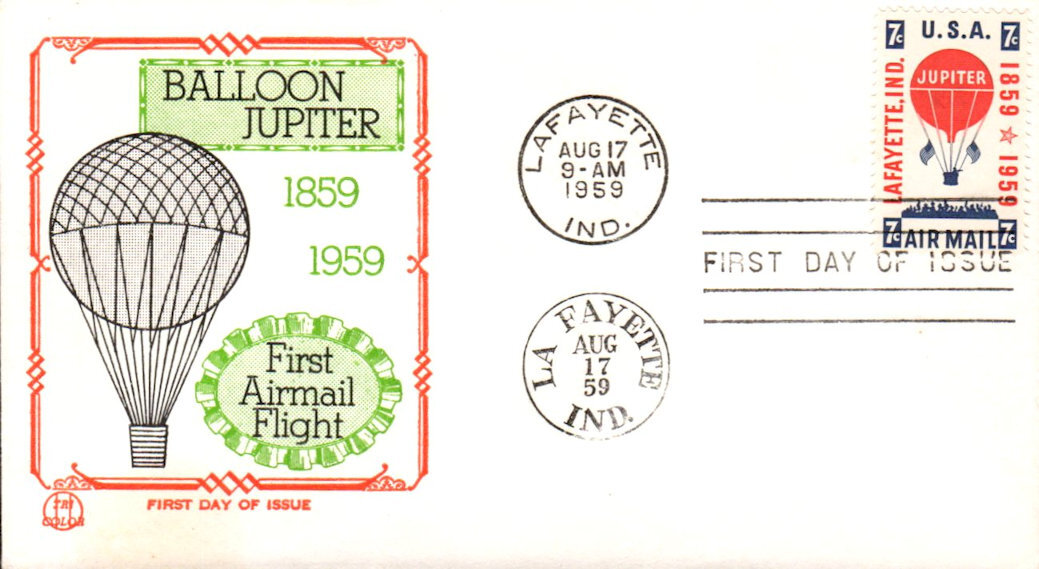 BALLOON
JUPITER
1859
1959
First
Airmail
Flight
TRI
COLOR
FIRST DAY OF ISSUE
LAFAYETTE
AUG 17
9-AM
1959
IND.
LA FAYETTE
AUG
17
59
IND.
7c U.S.A. 7c
JUPITER
LAFAYETTE, IND.
1859 1959
7c AIR MAIL 7c
FIRST DAY OF ISSUE